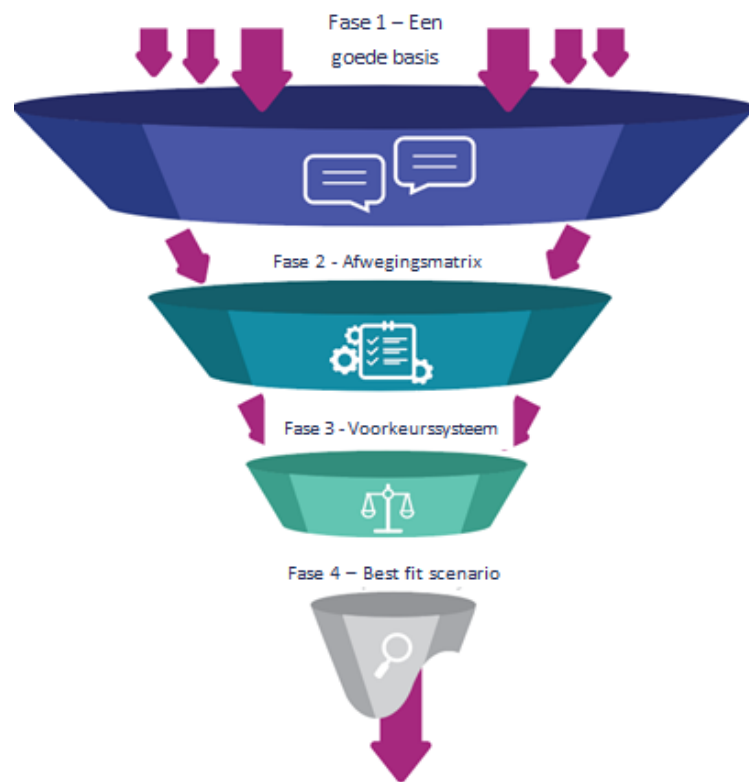 Fase 1 – Een
goede basis
Fase 2 - Afwegingsmatrix
Fase 3 - Voorkeurssysteem
Fase 4 – Best fit scenario